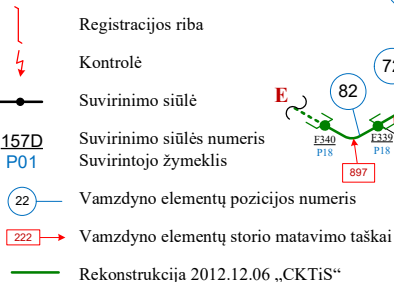 Registracijos riba
Kontrolė
Suvirinimo siūlė
157D
P01
Suvirinimo siūlės numeris
Suvirintojo žymeklis
22
Vamzdyno elementų pozicijos numeris
222
Vamzdyno elementų storio matavimo taškai
Rekonstrukcija 2012.12.06 „CKTiS“
E
82
F340
P18
F339
P18
897